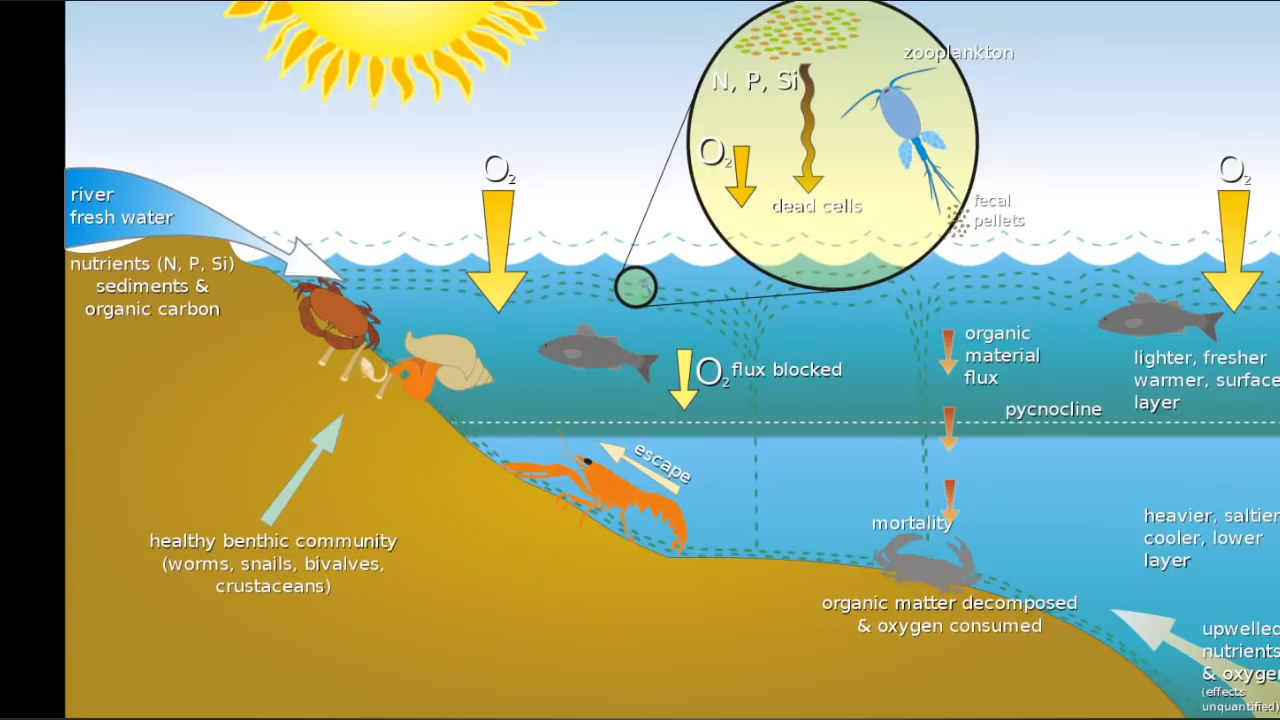 zooplankton
N, P, Si
O2
dead cells
fecal
pellets
O2
O2
river
fresh water
nutrients (N, P, Si)
sediments &
organic carbon
O2 flux blocked
organic
material
flux
lighter, fresher
warmer, surface
layer
pycnocline
escape
mortality
heavier, saltier
cooler, lower
layer
healthy benthic community
(worms, snails, bivalves,
crustaceans)
organic matter decomposed
& oxygen consumed
upwelled
nutrients
& oxygen
(effects
unquantified)